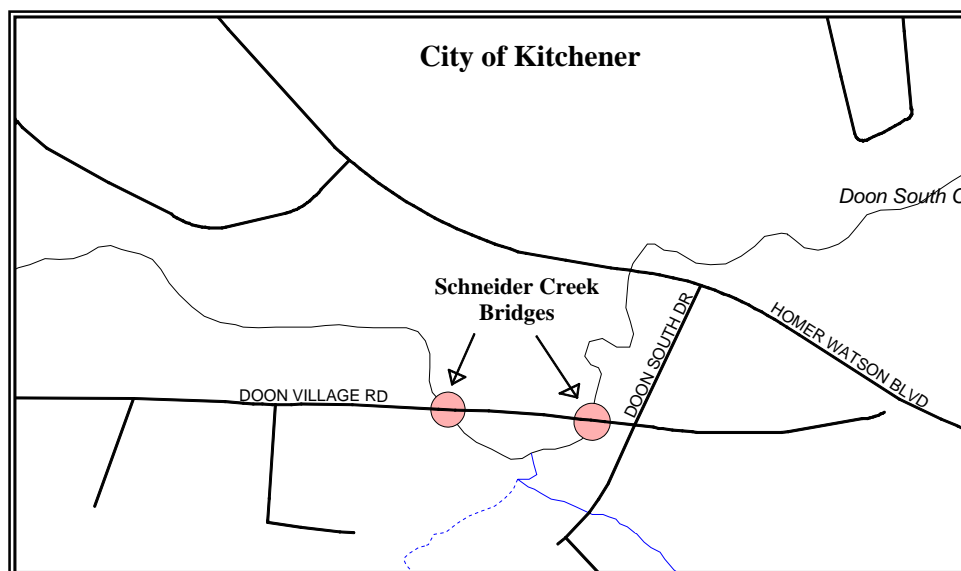 City of Kitchener
Doon South C
Schneider Creek
Bridges
DOON SOUTH DR
HOMER WATSON BLVD
DOON VILLAGE RD